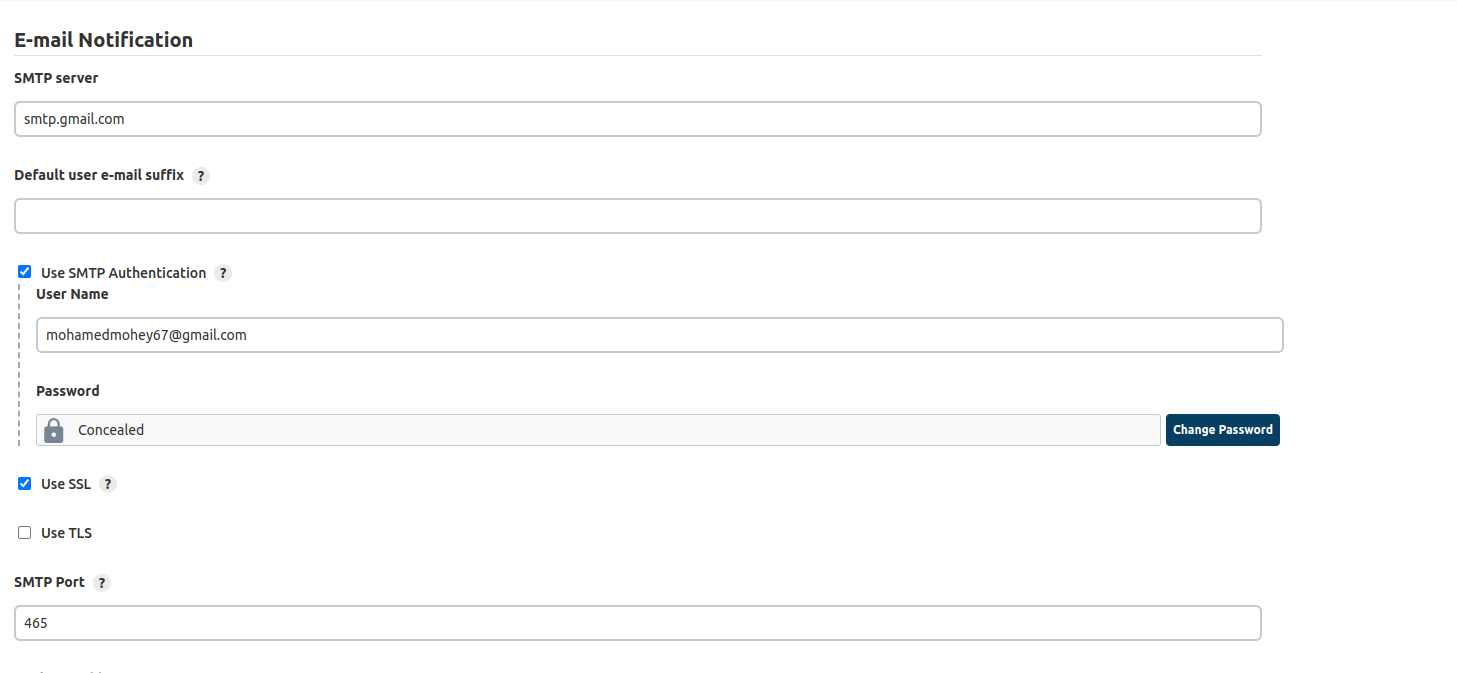 E-mail Notification
SMTP server
smtp.gmail.com
Default user e-mail suffix ?
Use SMTP Authentication ?
User Name
mohamedmohey67@gmail.com
Password
Concealed
Change Password
Use SSL ?
Use TLS
SMTP Port ?
465